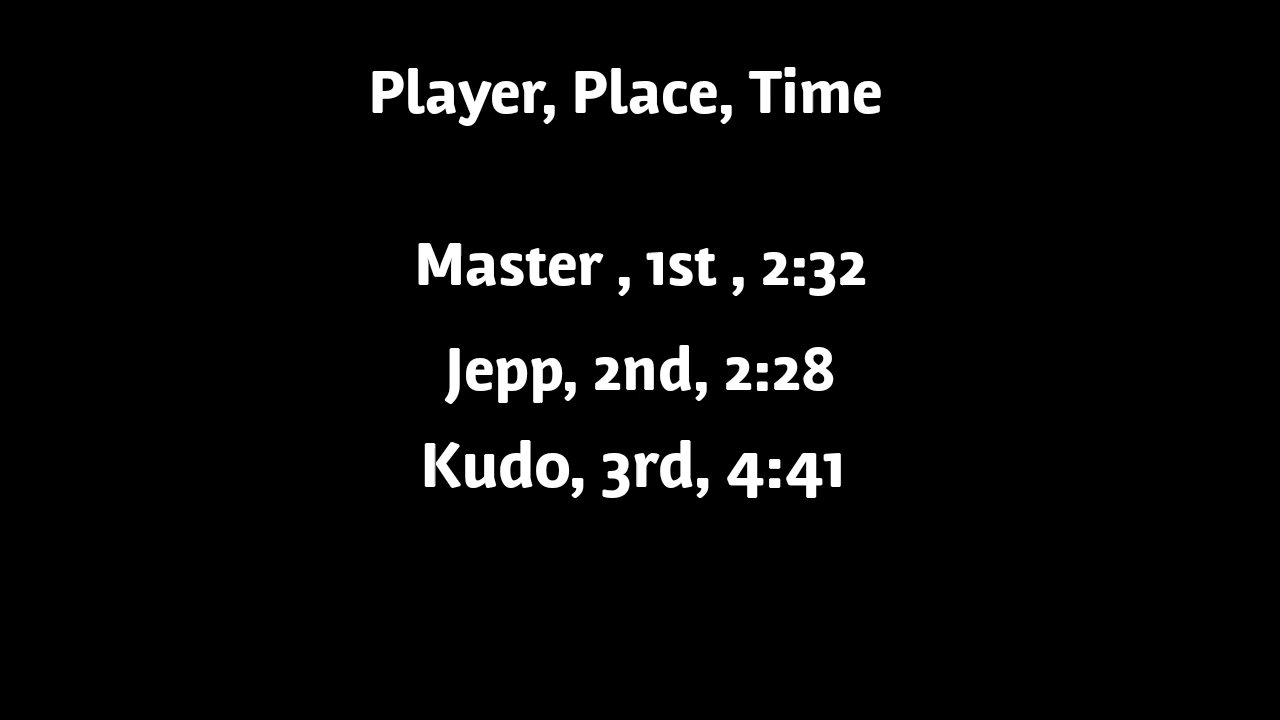 Player, Place, Time
Master , 1st , 2:32
Jepp, 2nd, 2:28
Kudo, 3rd, 4:41